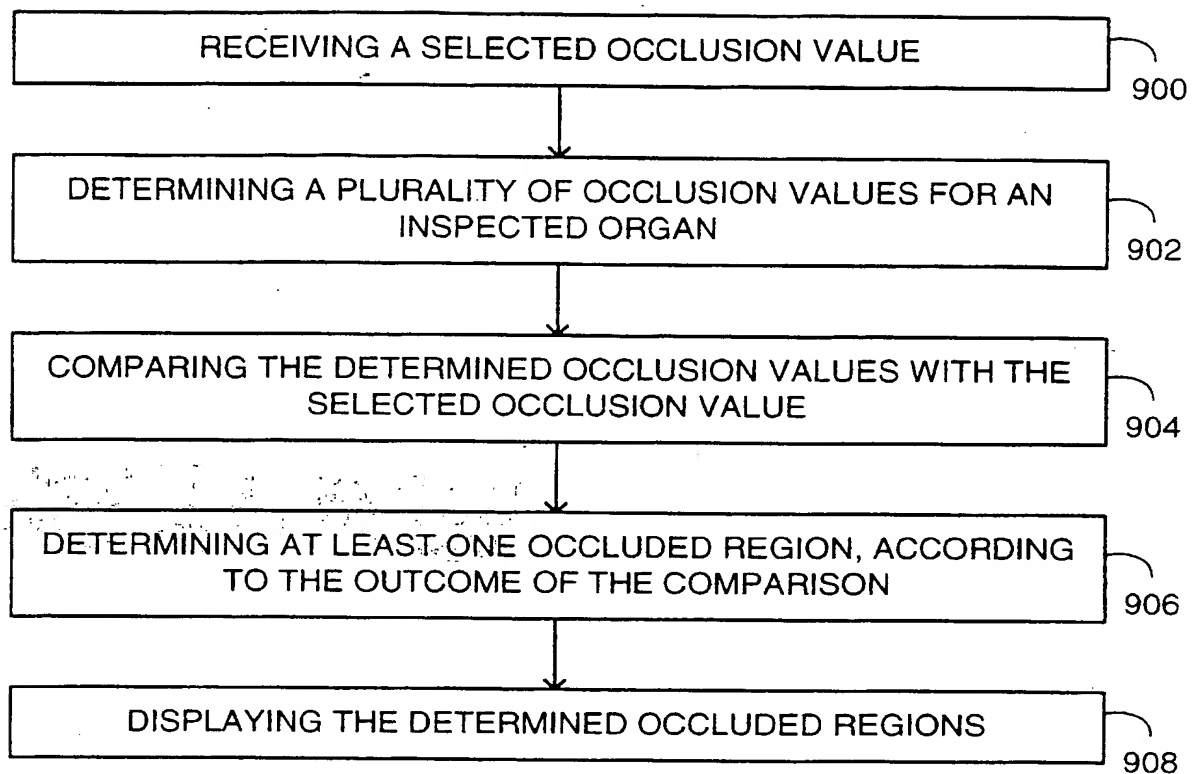 RECEIVING A SELECTED OCCLUSION VALUE
900
DETERMINING A PLURALITY OF OCCLUSION VALUES FOR AN
INSPECTED ORGAN
902
COMPARING THE DETERMINED OCCLUSION VALUES WITH THE
SELECTED OCCLUSION VALUE
904
DETERMINING AT LEAST ONE OCCLUDED REGION, ACCORDING
TO THE OUTCOME OF THE COMPARISON
906
DISPLAYING THE DETERMINED OCCLUDED REGIONS
908